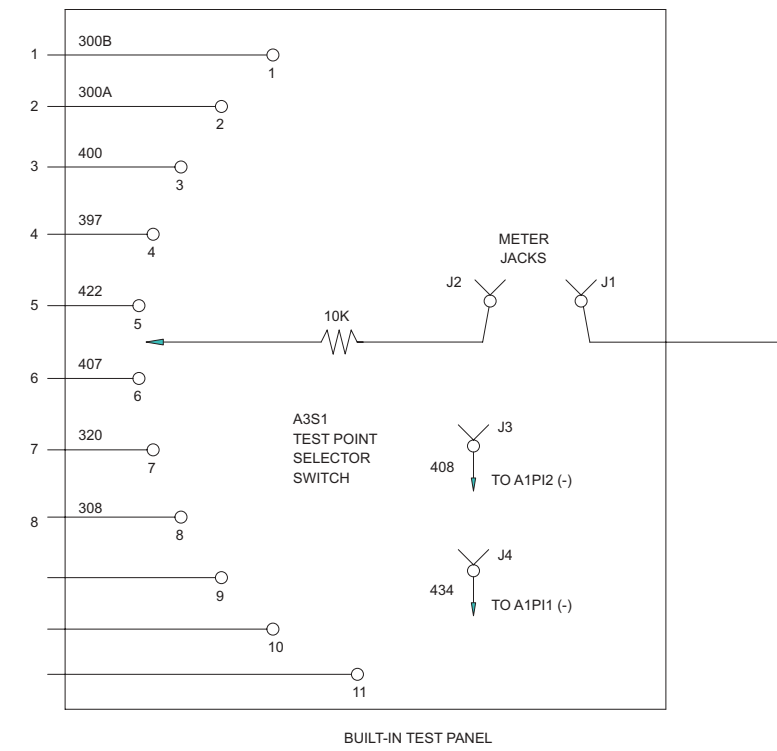 1 300B
1
2 300A
2
3 400
3
4 397
4
METER
JACKS
J2 J1
5 422
5
10K
6 407
6
A3S1
TEST POINT
SELECTOR
SWITCH
J3
408 TO A1PI2 (-)
7 320
7
8 308
8
J4
434 TO A1PI1 (-)
9
10
11
BUILT-IN TEST PANEL